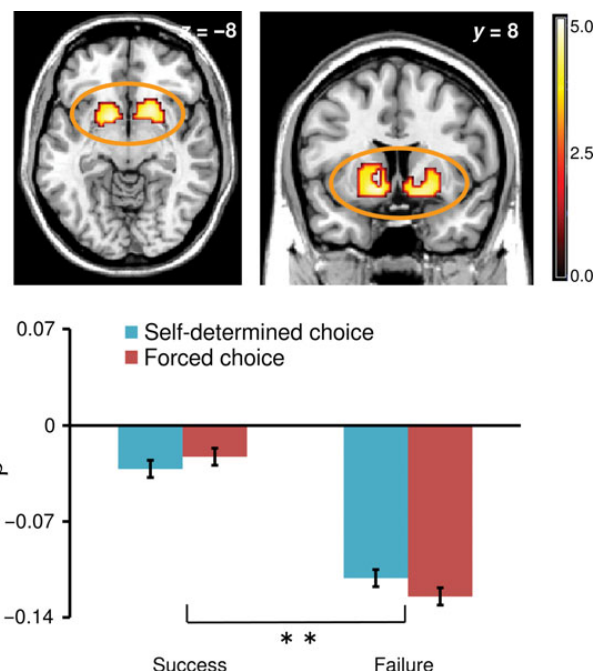 z = −8
y = 8
5.0
2.5
0.0
0.07
Self-determined choice
Forced choice
0
−0.07
−0.14
* *
Success
Failure